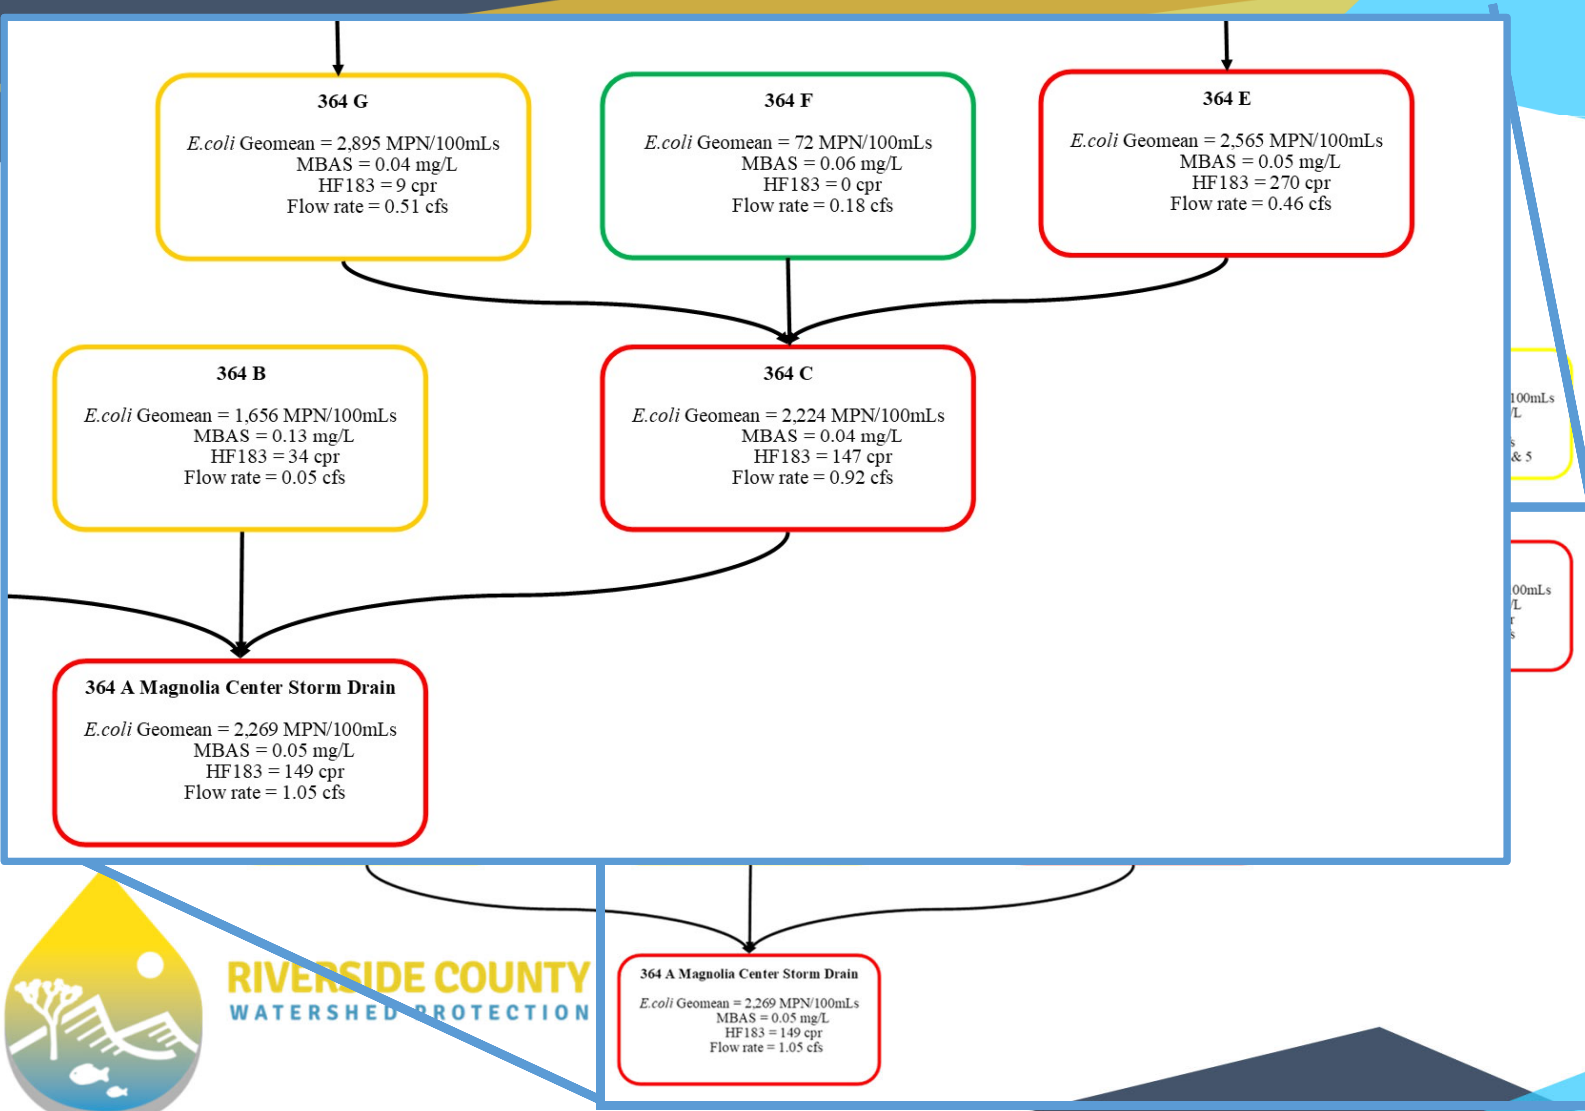 364 G
E.coli Geomean = 2,895 MPN/100mLs
MBAS = 0.04 mg/L
HF183 = 9 cpr
Flow rate = 0.51 cfs
364 F
E.coli Geomean = 72 MPN/100mLs
MBAS = 0.06 mg/L
HF183 = 0 cpr
Flow rate = 0.18 cfs
364 E
E.coli Geomean = 2,565 MPN/100mLs
MBAS = 0.05 mg/L
HF183 = 270 cpr
Flow rate = 0.46 cfs
364 B
E.coli Geomean = 1,656 MPN/100mLs
MBAS = 0.13 mg/L
HF183 = 34 cpr
Flow rate = 0.05 cfs
364 C
E.coli Geomean = 2,224 MPN/100mLs
MBAS = 0.04 mg/L
HF183 = 147 cpr
Flow rate = 0.92 cfs
100mLs
/L
s
& 5
00mLs
/L
r
s
364 A Magnolia Center Storm Drain
E.coli Geomean = 2,269 MPN/100mLs
MBAS = 0.05 mg/L
HF183 = 149 cpr
Flow rate = 1.05 cfs
RIVERSIDE COUNTY
WATERSHED PROTECTION
364 A Magnolia Center Storm Drain
E.coli Geomean = 2,269 MPN/100mLs
MBAS = 0.05 mg/L
HF183 = 149 cpr
Flow rate = 1.05 cfs